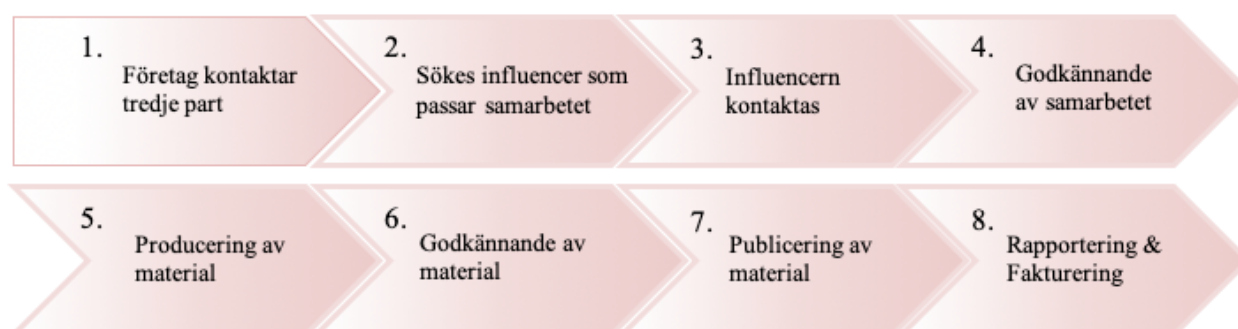 1.
Företag kontaktar
tredje part
2.
Sökes influencer som
passar samarbetet
3.
Influencern
kontaktas
4.
Godkännande
av samarbetet
5.
Producering av
material
6.
Godkännande av
material
7.
Publicering av
material
8.
Rapportering &
Fakturering